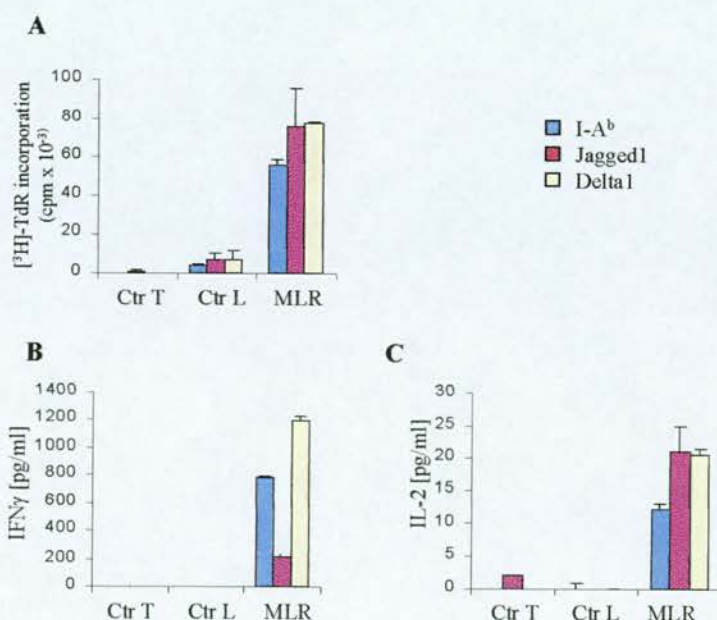 A
[³H]-TdR incorporation
(cpm x 10⁻³)
100
80
60
40
20
0
Ctr T Ctr L MLR
I-Aᵇ
Jagged1
Delta1
B
IFNγ [pg/ml]
1400
1200
1000
800
600
400
200
0
Ctr T Ctr L MLR
C
IL-2 [pg/ml]
30
25
20
15
10
5
0
Ctr T Ctr L MLR